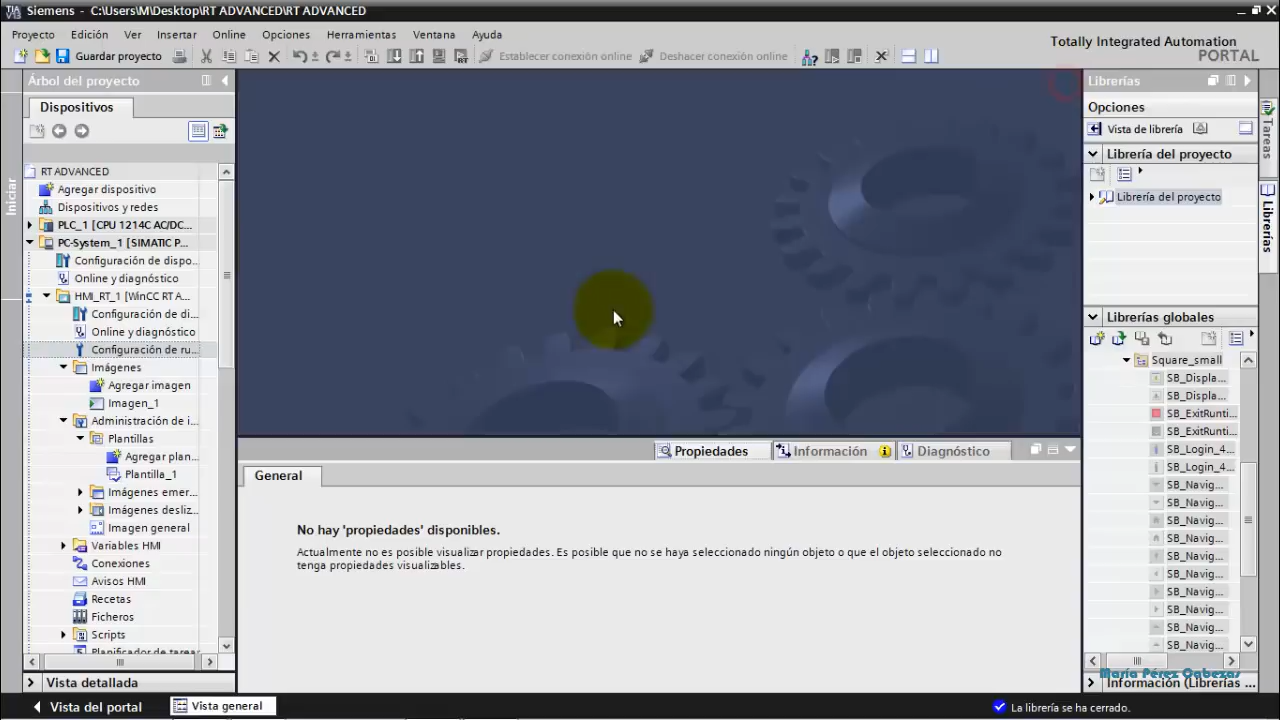 Siemens - C:\Users\M\Desktop\RT ADVANCED\RT ADVANCED
Proyecto Edición Ver Insertar Online Opciones Herramientas Ventana Ayuda
Totally Integrated Automation
PORTAL
Guardar proyecto
Establecer conexión online
Deshacer conexión online
Árbol del proyecto
Dispositivos
Iniciar
RT ADVANCED
Agregar dispositivo
Dispositivos y redes
PLC_1 [CPU 1214C AC/DC...
PC-System_1 [SIMATIC P...
Configuración de dispo...
Online y diagnóstico
HMI_RT_1 [WinCC RT A...
Configuración de di...
Online y diagnóstico
Configuración de ru...
Imágenes
Agregar imagen
Imagen_1
Administración de i...
Plantillas
Agregar plan...
Plantilla_1
Imágenes emer...
Imágenes desliz...
Imagen general
Variables HMI
Conexiones
Avisos HMI
Recetas
Ficheros
Scripts
Planificador de tareas
Vista detallada
Propiedades
Información
Diagnóstico
General
No hay 'propiedades' disponibles.
Actualmente no es posible visualizar propiedades. Es posible que no se haya seleccionado ningún objeto o que el objeto seleccionado no
tenga propiedades visualizables.
Librerías
Opciones
Vista de librería
Librería del proyecto
Librería del proyecto
Librerías globales
Square_small
SB_Displa...
SB_Displa...
SB_ExitRunti...
SB_ExitRunti...
SB_Login_4...
SB_Login_4...
SB_Navig...
SB_Navig...
SB_Navig...
SB_Navig...
SB_Navig...
SB_Navig...
SB_Navig...
SB_Navig...
SB_Navig...
SB_Navig...
María Pérez Cabezas
Información (Librerías ...
Tareas
Librerías
Vista del portal
Vista general
La librería se ha cerrado.